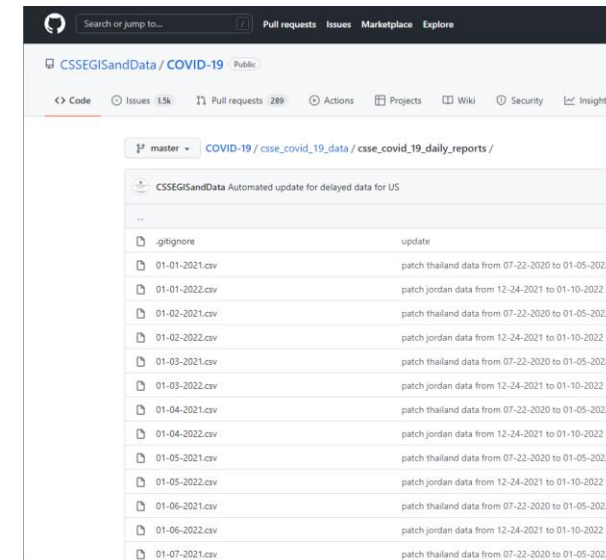 Search or jump to... / Pull requests Issues Marketplace Explore
CSSEGISandData / COVID-19 Public
<> Code Issues 1.5k Pull requests 289 Actions Projects Wiki Security Insight
master COVID-19 / csse_covid_19_data / csse_covid_19_daily_reports /
CSSEGISandData Automated update for delayed data for US
..
.gitignore update
01-01-2021.csv patch thailand data from 07-22-2020 to 01-05-202
01-01-2022.csv patch jordan data from 12-24-2021 to 01-10-2022
01-02-2021.csv patch thailand data from 07-22-2020 to 01-05-202
01-02-2022.csv patch jordan data from 12-24-2021 to 01-10-2022
01-03-2021.csv patch thailand data from 07-22-2020 to 01-05-202
01-03-2022.csv patch jordan data from 12-24-2021 to 01-10-2022
01-04-2021.csv patch thailand data from 07-22-2020 to 01-05-202
01-04-2022.csv patch jordan data from 12-24-2021 to 01-10-2022
01-05-2021.csv patch thailand data from 07-22-2020 to 01-05-202
01-05-2022.csv patch jordan data from 12-24-2021 to 01-10-2022
01-06-2021.csv patch thailand data from 07-22-2020 to 01-05-202
01-06-2022.csv patch jordan data from 12-24-2021 to 01-10-2022
01-07-2021.csv patch thailand data from 07-22-2020 to 01-05-202